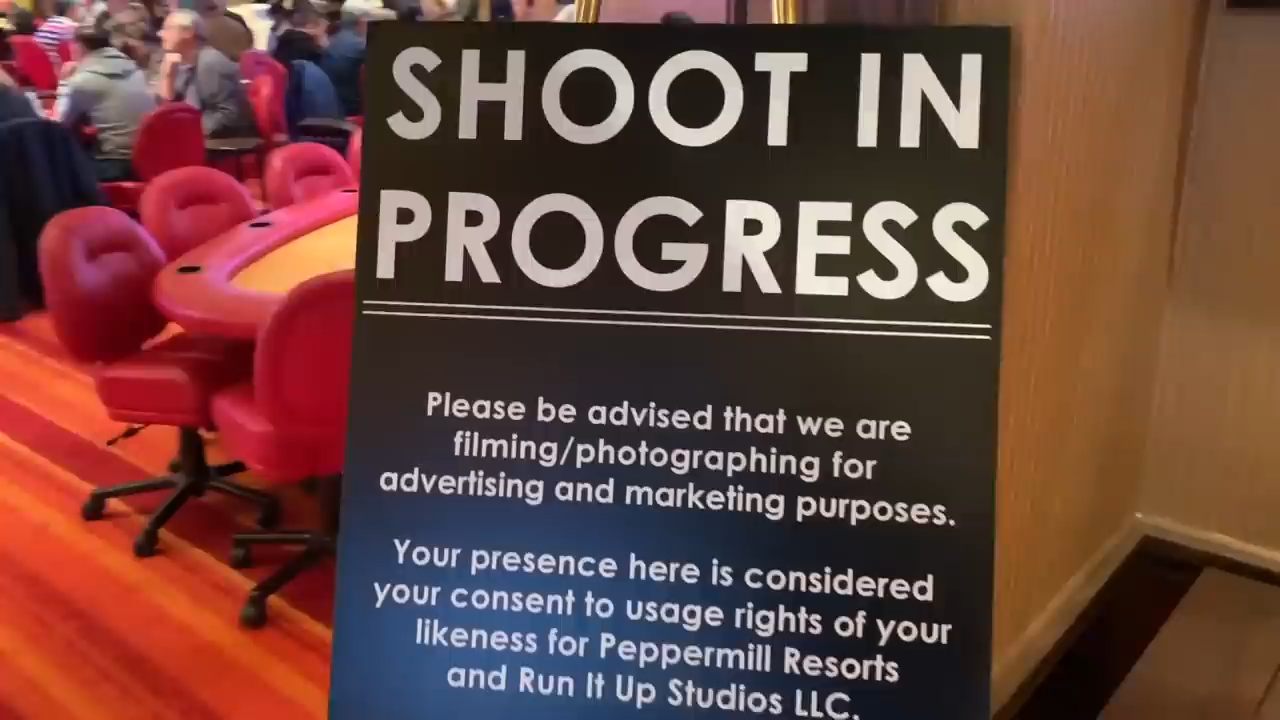 SHOOT IN
PROGRESS
Please be advised that we are
filming/photographing for
advertising and marketing purposes.
Your presence here is considered
your consent to usage rights of your
likeness for Peppermill Resorts
and Run It Up Studios LLC.